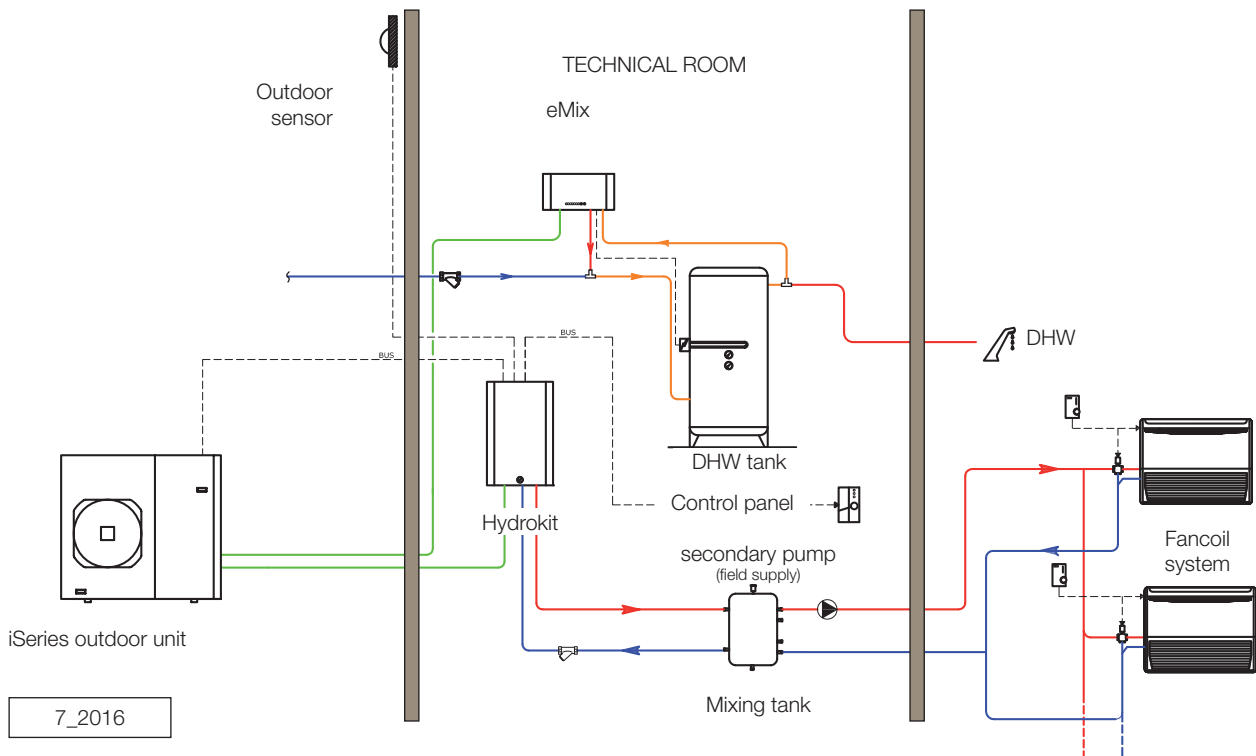 TECHNICAL ROOM
eMix
Outdoor
sensor
DHW
BUS
BUS
DHW tank
Control panel
Hydrokit
secondary pump
(field supply)
Fancoil
system
iSeries outdoor unit
Mixing tank
7_2016